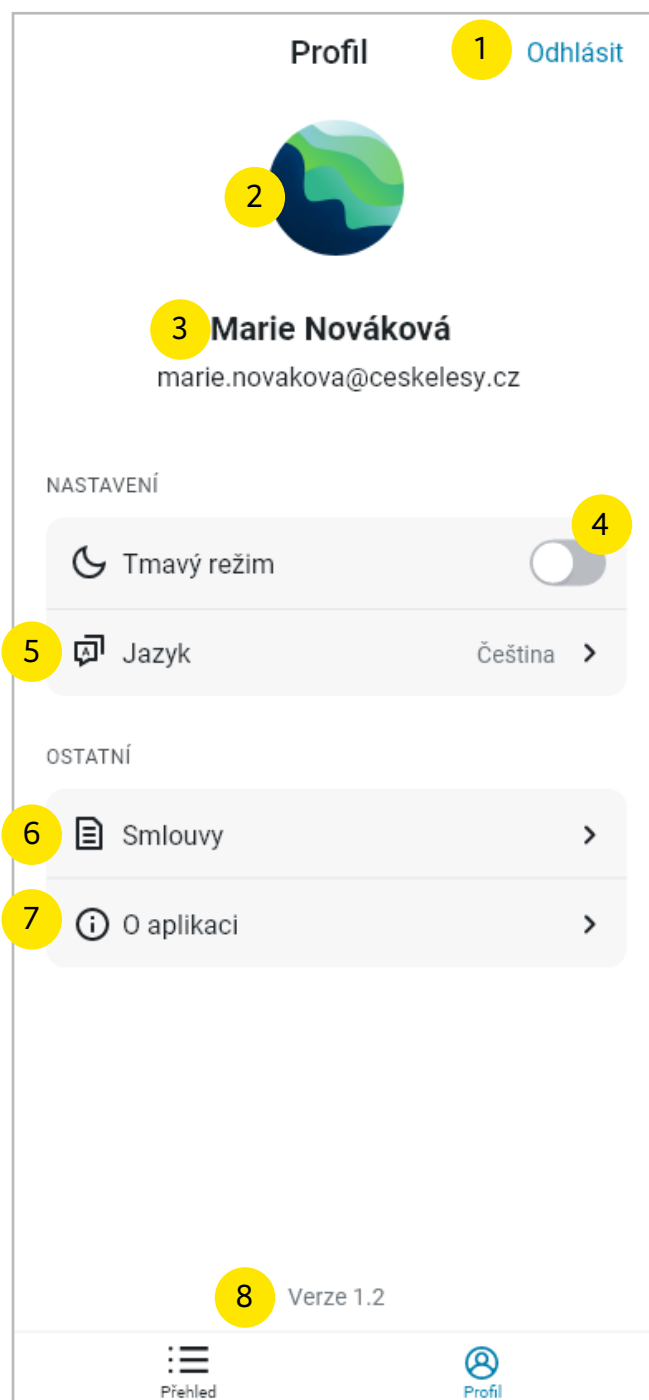 Profil
1
Odhlásit
2
3
Marie Nováková
marie.novakova@ceskelesy.cz
NASTAVENÍ
4
Tmavý režim
5
A
Jazyk
Čeština
OSTATNÍ
6
Smlouvy
7
O aplikaci
8
Verze 1.2
Přehled
Profil